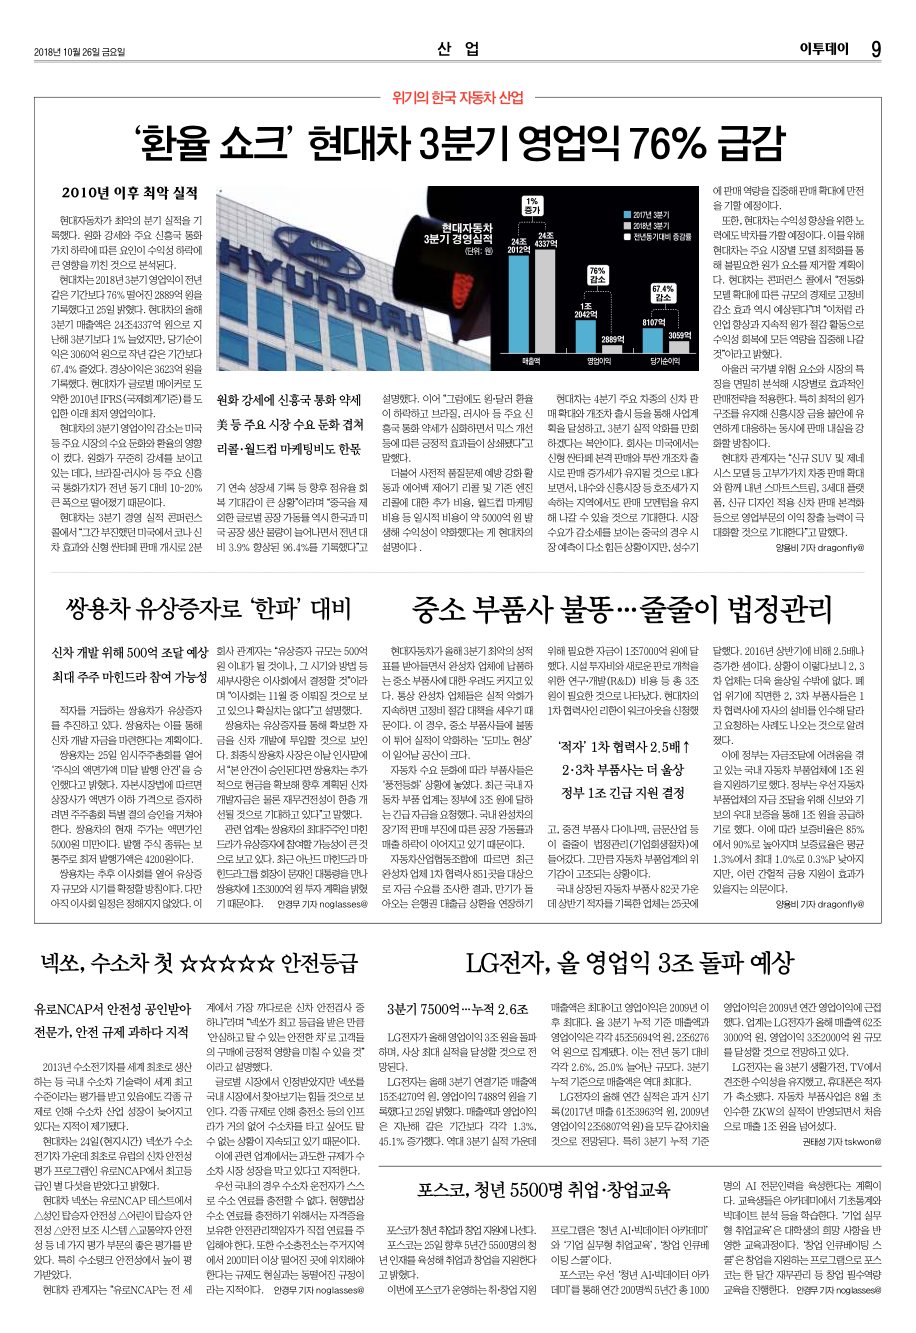 2018년 10월 26일 금요일
산 업
이투데이 9
위기의 한국 자동차 산업
‘환율 쇼크’ 현대차 3분기 영업익 76% 급감
2010년 이후 최악 실적
현대자동차가 최악의 분기 실적을 기
록했다. 원화 강세와 주요 신흥국 통화
가치 하락에 따른 요인이 수익성 하락에
큰 영향을 끼친 것으로 분석된다.
현대차는 2018년 3분기 영업익이 전년
같은 기간보다 76% 떨어진 2889억 원을
기록했다고 25일 밝혔다. 현대차의 올해
3분기 매출액은 24조4337억 원으로 지
난해 3분기보다 1% 늘었지만, 당기순이
익은 3060억 원으로 작년 같은 기간보다
67.4% 줄었다. 경상이익은 3623억 원을
기록했다. 현대차가 글로벌 메이커로 도
약한 2010년 IFRS(국제회계기준)를 도
입한 이래 최저 영업익이다.
현대차의 3분기 영업이익 감소는 미국
등 주요 시장의 수요 둔화와 환율의 영향
이 컸다. 원화가 꾸준히 강세를 보이고
있는 데다, 브라질·러시아 등 주요 신흥
국 통화가치가 전년 동기 대비 10~20%
큰 폭으로 떨어졌기 때문이다.
현대차는 3분기 경영 실적 콘퍼런스
콜에서 “그간 부진했던 미국에서 코나 신
차 효과와 신형 싼타페 판매 개시로 2분
HYUNDAI
현대자동차
3분기 경영실적
(단위: 원)
2017년 3분기
2018년 3분기
전년동기대비 증감률
1%
증가
24조
2012억
24조
4337억
매출액
76%
감소
1조
2042억
2889억
영업이익
67.4%
감소
8107억
3059억
당기순이익
원화 강세에 신흥국 통화 약세
美 등 주요 시장 수요 둔화 겹쳐
리콜·월드컵 마케팅비도 한몫
기 연속 성장세 기록 등 향후 점유율 회
복 기대감이 큰 상황”이라며 “중국을 제
외한 글로벌 공장 가동률 역시 한국과 미
국 공장 생산 물량이 늘어나면서 전년 대
비 3.9% 향상된 96.4%를 기록했다”고
설명했다. 이어 “그럼에도 원·달러 환율
이 하락하고 브라질, 러시아 등 주요 신
흥국 통화 약세가 심화하면서 믹스 개선
등에 따른 긍정적 효과들이 상쇄됐다”고
말했다.
더불어 사전적 품질문제 예방 강화 활
동과 에어백 제어기 리콜 및 기존 엔진
리콜에 대한 추가 비용, 월드컵 마케팅
비용 등 일시적 비용이 약 5000억 원 발
생해 수익성이 악화했다는 게 현대차의
설명이다.
현대차는 4분기 주요 차종의 신차 판
매 확대와 개조차 출시 등을 통해 사업계
획을 달성하고, 3분기 실적 악화를 만회
하겠다는 복안이다. 회사는 미국에서는
신형 싼타페 본격 판매와 투싼 개조차 출
시로 판매 증가세가 유지될 것으로 내다
보면서, 내수와 신흥시장 등 호조세가 지
속하는 지역에서도 판매 모멘텀을 유지
해 나갈 수 있을 것으로 기대한다. 시장
수요가 감소세를 보이는 중국의 경우 시
장 예측이 다소 힘든 상황이지만, 성수기
에 판매 역량을 집중해 판매 확대에 만전
을 기할 예정이다.
또한, 현대차는 수익성 향상을 위한 노
력에도 박차를 가할 예정이다. 이를 위해
현대차는 주요 시장별 모델 최적화를 통
해 불필요한 원가 요소를 제거할 계획이
다. 현대차는 콘퍼런스 콜에서 “전동화
모델 확대에 따른 규모의 경제로 고정비
감소 효과 역시 예상된다”며 “이처럼 라
인업 향상과 지속적 원가 절감 활동으로
수익성 회복에 모든 역량을 집중해 나갈
것”이라고 밝혔다.
아울러 국가별 위험 요소와 시장의 특
징을 면밀히 분석해 시장별로 효과적인
판매전략을 적용한다. 특히 최적의 원가
구조를 유지해 신흥시장 금융 불안에 유
연하게 대응하는 동시에 판매 내실을 강
화할 방침이다.
현대차 관계자는 “신규 SUV 및 제네
시스 모델 등 고부가가치 차종 판매 확대
와 함께 내년 스마트스트림, 3세대 플랫
폼, 신규 디자인 적용 신차 판매 본격화
등으로 영업부문의 이익 창출 능력이 극
대화할 것으로 기대한다”고 말했다.
양용비 기자 dragonfly@
쌍용차 유상증자로 ‘한파’ 대비
신차 개발 위해 500억 조달 예상
최대 주주 마힌드라 참여 가능성
적자를 거듭하는 쌍용차가 유상증자
를 추진하고 있다. 쌍용차는 이를 통해
신차 개발 자금을 마련한다는 계획이다.
쌍용차는 25일 임시주주총회를 열어
‘주식의 액면가액 미달 발행 안건’을 승
인했다고 밝혔다. 자본시장법에 따르면
상장사가 액면가 이하 가격으로 증자하
려면 주주총회 특별 결의 승인을 거쳐야
한다. 쌍용차의 현재 주가는 액면가인
5000원 미만이다. 발행 주식 종류는 보
통주로 최저 발행가액은 4200원이다.
쌍용차는 추후 이사회를 열어 유상증
자 규모와 시기를 확정할 방침이다. 다만
아직 이사회 일정은 정해지지 않았다. 이
회사 관계자는 “유상증자 규모는 500억
원 이내가 될 것이나, 그 시기와 방법 등
세부사항은 이사회에서 결정할 것”이라
며 “이사회는 11월 중 이뤄질 것으로 보
고 있으나 확실치는 않다”고 설명했다.
쌍용차는 유상증자를 통해 확보한 자
금을 신차 개발에 투입할 것으로 보인
다. 최종식 쌍용차 사장은 이날 인사말에
서 “본 안건이 승인된다면 쌍용차는 추가
적으로 현금을 확보해 향후 계획된 신차
개발자금은 물론 재무건전성이 한층 개
선될 것으로 기대하고 있다”고 말했다.
관련 업계는 쌍용차의 최대주주인 마힌
드라가 유상증자에 참여할 가능성이 큰 것
으로 보고 있다. 최근 아난드 마힌드라 마
힌드라그룹 회장이 문재인 대통령을 만나
쌍용차에 1조3000억 원 투자 계획을 밝혔
기 때문이다. 안경무 기자 noglasses@
중소 부품사 불똥…줄줄이 법정관리
현대자동차가 올해 3분기 최악의 성적
표를 받아들면서 완성차 업체에 납품하
는 중소 부품사에 대한 우려도 커지고 있
다. 통상 완성차 업체들은 실적 악화가
지속하면 고정비 절감 대책을 세우기 때
문이다. 이 경우, 중소 부품사들에 불똥
이 튀어 실적이 악화하는 ‘도미노 현상’
이 일어날 공산이 크다.
자동차 수요 둔화에 따라 부품사들은
‘풍전등화’ 상황에 놓였다. 최근 국내 자
동차 부품 업계는 정부에 3조 원에 달하
는 긴급 자금을 요청했다. 국내 완성차의
장기적 판매 부진에 따른 공장 가동률과
매출 하락이 이어지고 있기 때문이다.
자동차산업협동조합에 따르면 최근
완성차 업체 1차 협력사 851곳을 대상으
로 자금 수요를 조사한 결과, 만기가 돌
아오는 은행권 대출금 상환을 연장하기
위해 필요한 자금이 1조7000억 원에 달
했다. 시설 투자비와 새로운 판로 개척을
위한 연구·개발(R&D) 비용 등 총 3조
원이 필요한 것으로 나타났다. 현대차의
1차 협력사인 리한이 워크아웃을 신청했
‘적자’ 1차 협력사 2.5배↑
2·3차 부품사는 더 울상
정부 1조 긴급 지원 결정
고, 중견 부품사 다이나맥, 금문산업 등
이 줄줄이 법정관리(기업회생절차)에
들어갔다. 그만큼 자동차 부품업계의 위
기감이 고조되는 상황이다.
국내 상장된 자동차 부품사 82곳 가운
데 상반기 적자를 기록한 업체는 25곳에
달했다. 2016년 상반기에 비해 2.5배나
증가한 셈이다. 상황이 이렇다보니 2, 3
차 업체는 더욱 울상일 수밖에 없다. 폐
업 위기에 직면한 2, 3차 부품사들은 1
차 협력사에 자사의 설비를 인수해 달라
고 요청하는 사례도 나오는 것으로 알려
졌다.
이에 정부는 자금조달에 어려움을 겪
고 있는 국내 자동차 부품업체에 1조 원
을 지원하기로 했다. 정부는 우선 자동차
부품업체의 자금 조달을 위해 신보와 기
보의 우대 보증을 통해 1조 원을 공급하
기로 했다. 이에 따라 보증비율은 85%
에서 90%로 높아지며 보증료율은 평균
1.3%에서 최대 1.0%로 0.3%P 낮아지
지만, 이런 간헐적 금융 지원이 효과가
있을지는 의문이다.
양용비 기자 dragonfly@
넥쏘, 수소차 첫 ☆☆☆☆☆ 안전등급
유로NCAP서 안전성 공인받아
전문가, 안전 규제 과하다 지적
2013년 수소전기차를 세계 최초로 생산
하는 등 국내 수소차 기술력이 세계 최고
수준이라는 평가를 받고 있음에도 각종 규
제로 인해 수소차 산업 성장이 늦어지고
있다는 지적이 제기됐다.
현대차는 24일(현지시간) 넥쏘가 수소
전기차 가운데 최초로 유럽의 신차 안전성
평가 프로그램인 유로NCAP에서 최고등
급인 별 다섯을 받았다고 밝혔다.
현대차 넥쏘는 유로NCAP 테스트에서
△성인 탑승자 안전성 △어린이 탑승자 안
전성 △안전 보조 시스템 △교통약자 안전
성 등 네 가지 평가 부문의 좋은 평가를 받
았다. 특히 수소탱크 안전성에서 높이 평
가받았다.
현대차 관계자는 “유로NCAP는 전 세
계에서 가장 까다로운 신차 안전검사 중
하나”라며 “넥쏘가 최고 등급을 받은 만큼
‘안심하고 탈 수 있는 안전한 차’로 고객들
의 구매에 긍정적 영향을 미칠 수 있을 것”
이라고 설명했다.
글로벌 시장에서 인정받았지만 넥쏘를
국내 시장에서 찾아보기는 힘들 것으로 보
인다. 각종 규제로 인해 충전소 등의 인프
라가 거의 없어 수소차를 타고 싶어도 탈
수 없는 상황이 지속되고 있기 때문이다.
이에 관련 업계에서는 과도한 규제가 수
소차 시장 성장을 막고 있다고 지적한다.
우선 국내의 경우 수소차 운전자가 스스
로 수소 연료를 충전할 수 없다. 현행법상
수소 연료를 충전하기 위해서는 자격증을
보유한 안전관리책임자가 직접 연료를 주
입해야 한다. 또한 수소충전소는 주거지역
에서 200미터 이상 떨어진 곳에 위치해야
한다는 규제도 현실과는 동떨어진 규정이
라는 지적이다. 안경무 기자 noglasses@
LG전자, 올 영업익 3조 돌파 예상
3분기 7500억…누적 2.6조
LG전자가 올해 영업이익 3조 원을 돌파
하며, 사상 최대 실적을 달성할 것으로 전
망된다.
LG전자는 올해 3분기 연결기준 매출액
15조4270억 원, 영업이익 7488억 원을 기
록했다고 25일 밝혔다. 매출액과 영업이익
은 지난해 같은 기간보다 각각 1.3%,
45.1% 증가했다. 역대 3분기 실적 가운데
매출액은 최대이고 영업이익은 2009년 이
후 최대다. 올 3분기 누적 기준 매출액과
영업이익은 각각 45조5694억 원, 2조6276
억 원으로 집계됐다. 이는 전년 동기 대비
각각 2.6%, 25.0% 늘어난 규모다. 3분기
누적 기준으로 매출액은 역대 최대다.
LG전자의 올해 연간 실적은 과거 신기
록(2017년 매출 61조3963억 원, 2009년
영업이익 2조6807억 원)을 모두 갈아치울
것으로 전망된다. 특히 3분기 누적 기준
영업이익은 2009년 연간 영업이익에 근접
했다. 업계는 LG전자가 올해 매출액 62조
3000억 원, 영업이익 3조2000억 원 규모
를 달성할 것으로 전망하고 있다.
LG전자는 올 3분기 생활가전, TV에서
견조한 수익성을 유지했고, 휴대폰은 적자
가 축소됐다. 자동차 부품사업은 8월 초
인수한 ZKW의 실적이 반영되면서 처음
으로 매출 1조 원을 넘어섰다.
권태성 기자 tskwon@
포스코, 청년 5500명 취업·창업교육
포스코가 청년 취업과 창업 지원에 나선다.
포스코는 25일 향후 5년간 5500명의 청
년 인재를 육성해 취업과 창업을 지원한다
고 밝혔다.
이번에 포스코가 운영하는 취·창업 지원
프로그램은 ‘청년 AI·빅데이터 아카데미’
와 ‘기업 실무형 취업교육’, ‘창업 인큐베
이팅 스쿨’이다.
포스코는 우선 ‘청년 AI·빅데이터 아카
데미’를 통해 연간 200명씩 5년간 총 1000
명의 AI 전문인력을 육성한다는 계획이
다. 교육생들은 아카데미에서 기초통계와
빅데이트 분석 등을 학습한다. ‘기업 실무
형 취업교육’은 대학생의 희망 사항을 반
영한 교육과정이다. ‘창업 인큐베이팅 스
쿨’은 창업을 지원하는 프로그램으로 포스
코는 한 달간 재무관리 등 창업 필수역량
교육을 진행한다. 안경무 기자 noglasses@